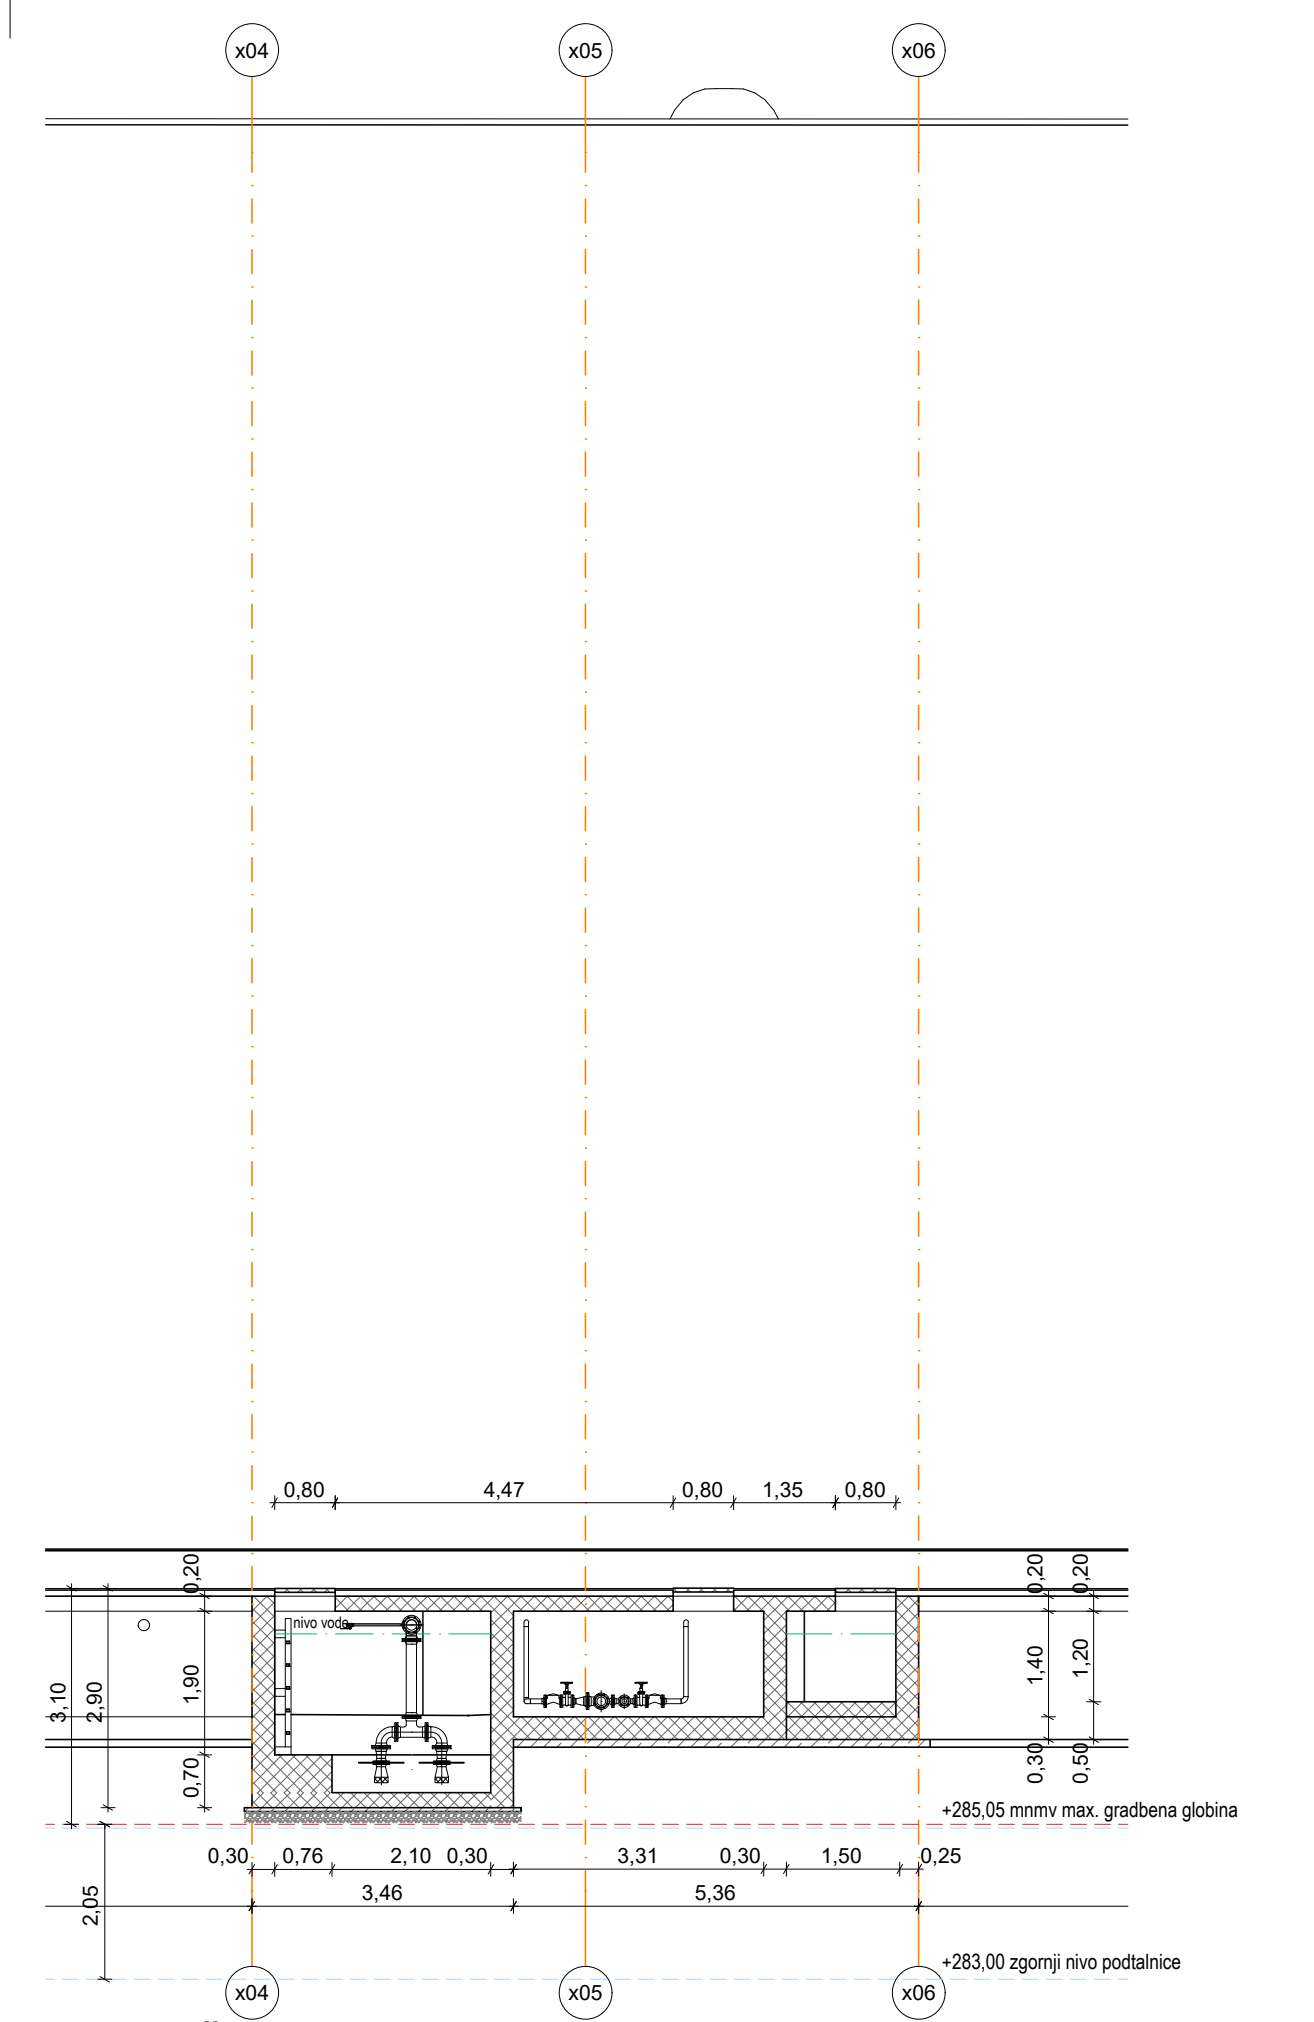 x04 x05 x06
0,80 4,47 0,80 1,35 0,80
0,20 0,20 0,20
nivo vode
3,10 2,90 1,90 1,40 1,20
0,70 0,30 0,50
+285,05 mnmv max. gradbena globina
0,30 0,76 2,10 0,30 3,31 0,30 1,50 0,25
3,46 5,36
2,05
+283,00 zgornji nivo podtalnice
x04 x05 x06